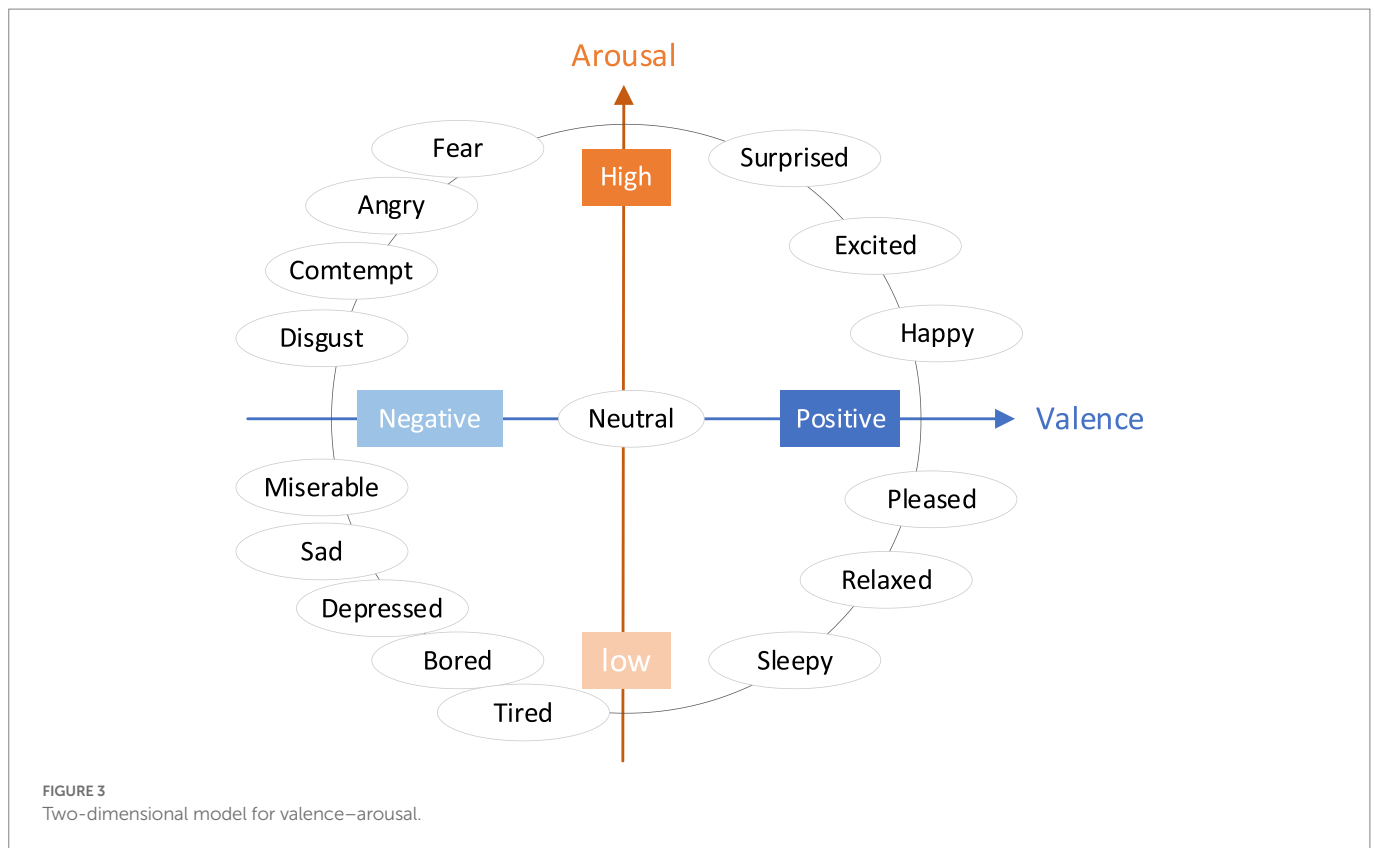 Arousal
Fear
Surprised
High
Angry
Excited
Comtempt
Disgust
Happy
Negative
Neutral
Positive
Valence
Miserable
Pleased
Sad
Relaxed
Depressed
Bored
low
Sleepy
Tired
FIGURE 3
Two-dimensional model for valence–arousal.